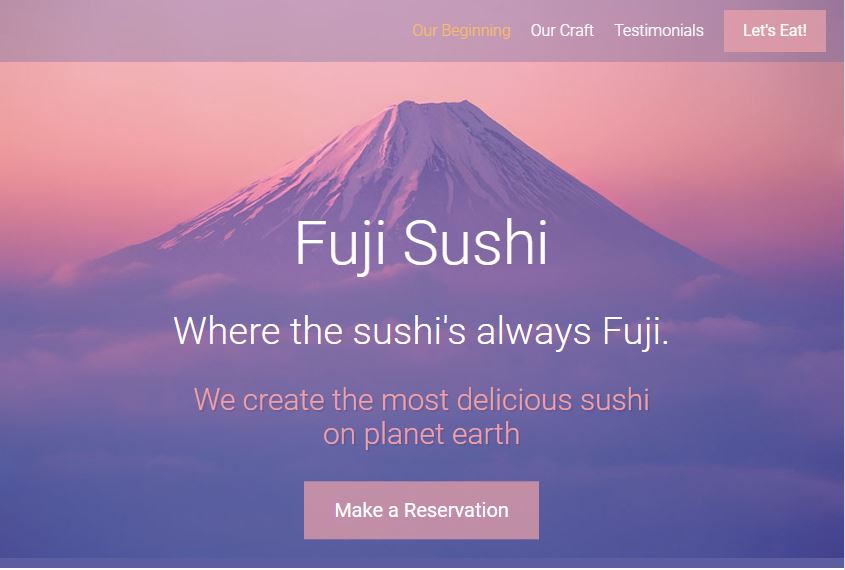 Our Beginning Our Craft Testimonials Let's Eat!
Fuji Sushi
Where the sushi's always Fuji.
We create the most delicious sushi
on planet earth
Make a Reservation